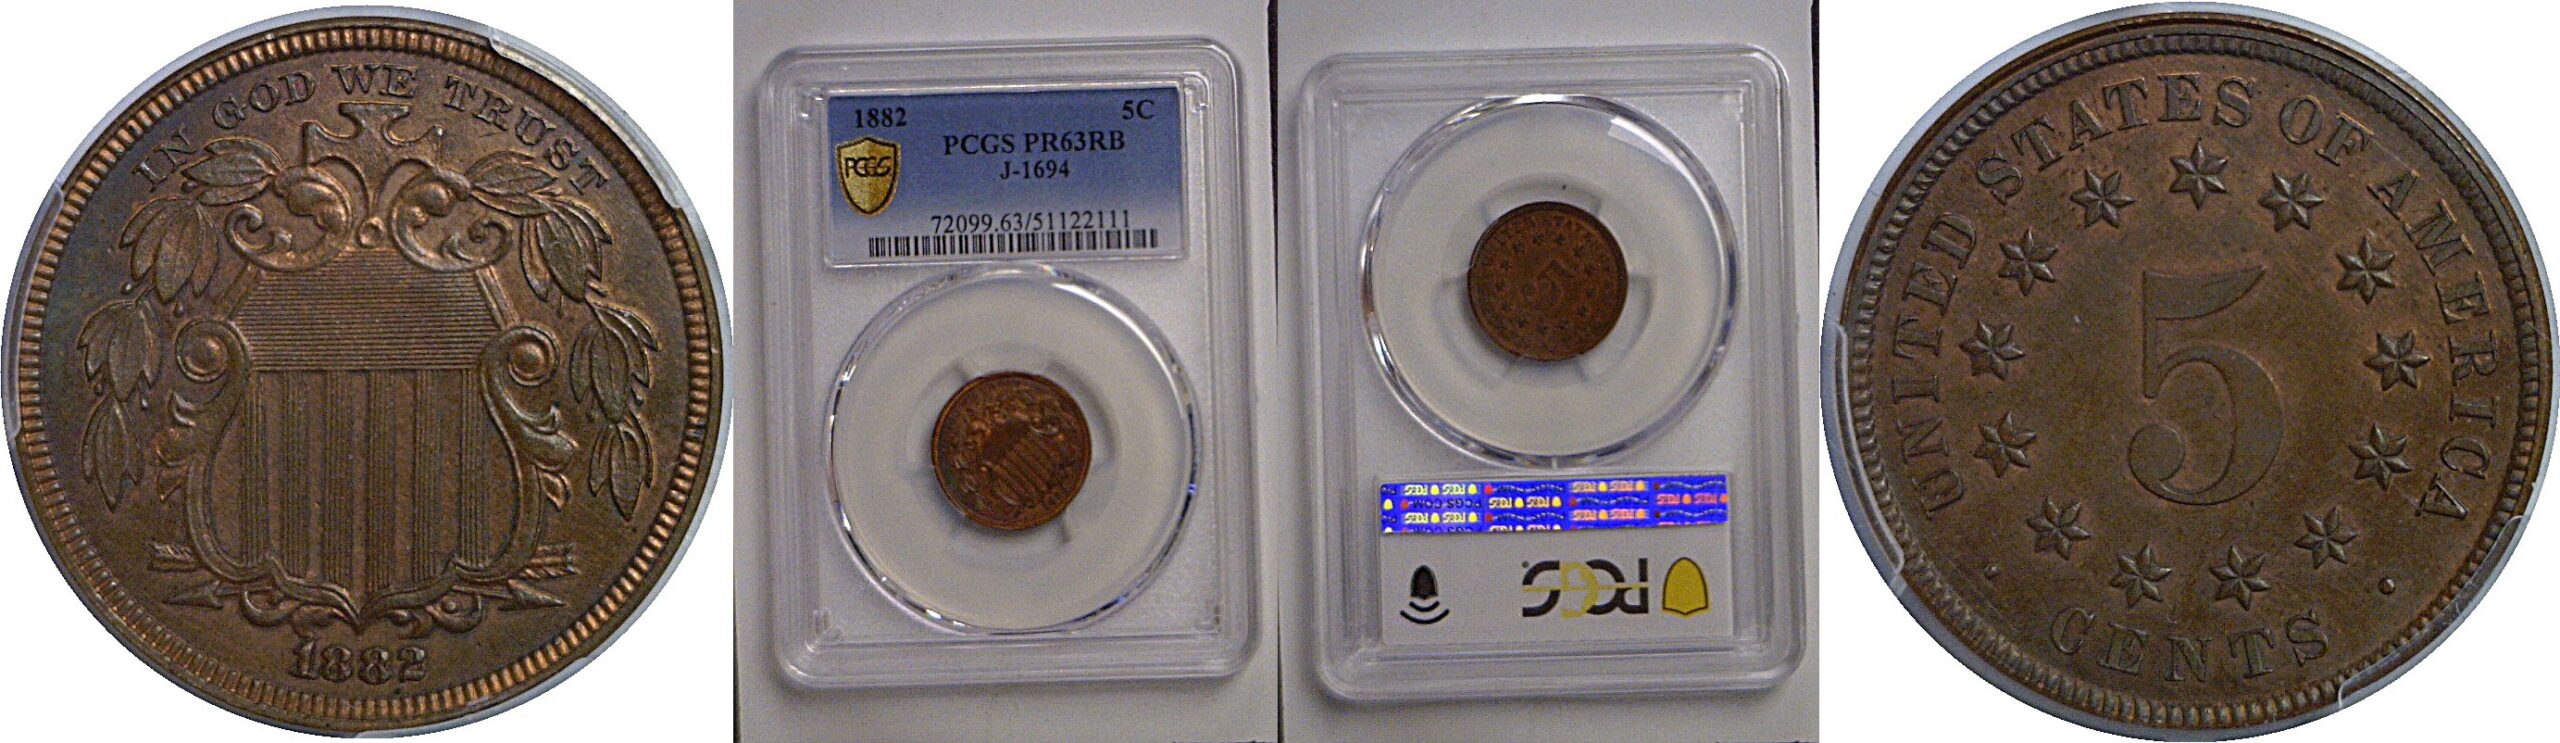 IN GOD WE TRUST
1882
1882 5C
PCGS PR63RB
J-1694
PCGS
72099.63/51122111
UNITED STATES OF AMERICA
5
CENTS